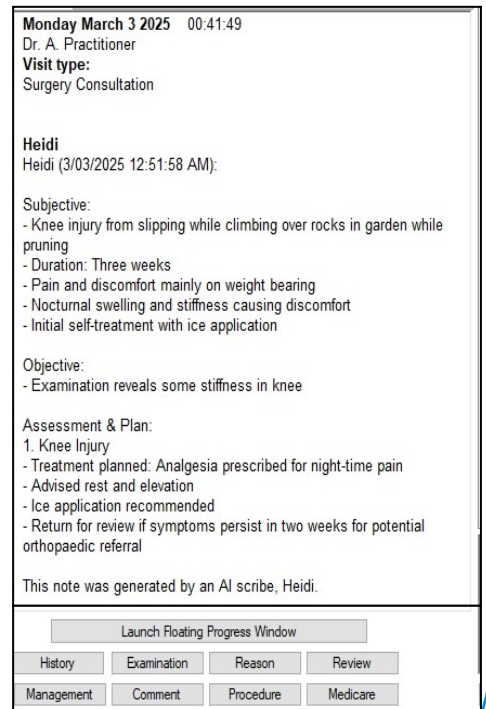 Monday March 3 2025 00:41:49
Dr. A. Practitioner
Visit type:
Surgery Consultation
Heidi
Heidi (3/03/2025 12:51:58 AM):
Subjective:
- Knee injury from slipping while climbing over rocks in garden while
pruning
- Duration: Three weeks
- Pain and discomfort mainly on weight bearing
- Nocturnal swelling and stiffness causing discomfort
- Initial self-treatment with ice application
Objective:
- Examination reveals some stiffness in knee
Assessment & Plan:
1. Knee Injury
- Treatment planned: Analgesia prescribed for night-time pain
- Advised rest and elevation
- Ice application recommended
- Return for review if symptoms persist in two weeks for potential
orthopaedic referral
This note was generated by an AI scribe, Heidi.
Launch Floating Progress Window
History Examination Reason Review
Management Comment Procedure Medicare